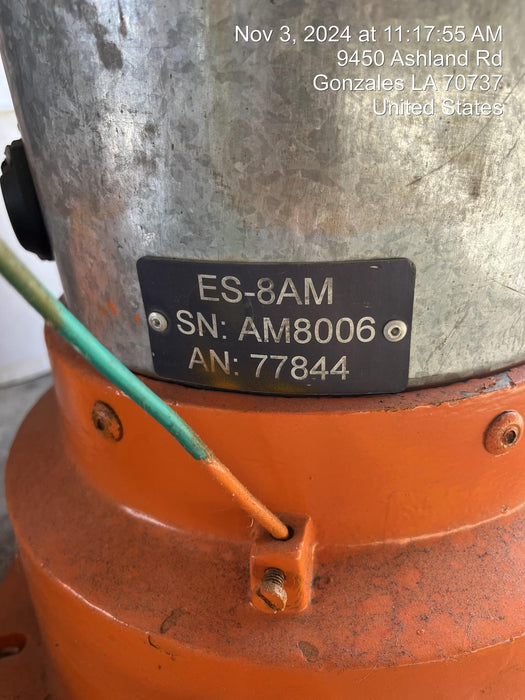 Nov 3, 2024 at 11:17:55 AM
9450 Ashland Rd
Gonzales LA 70737
United States
ES-8AM
SN: AM8006
AN: 77844